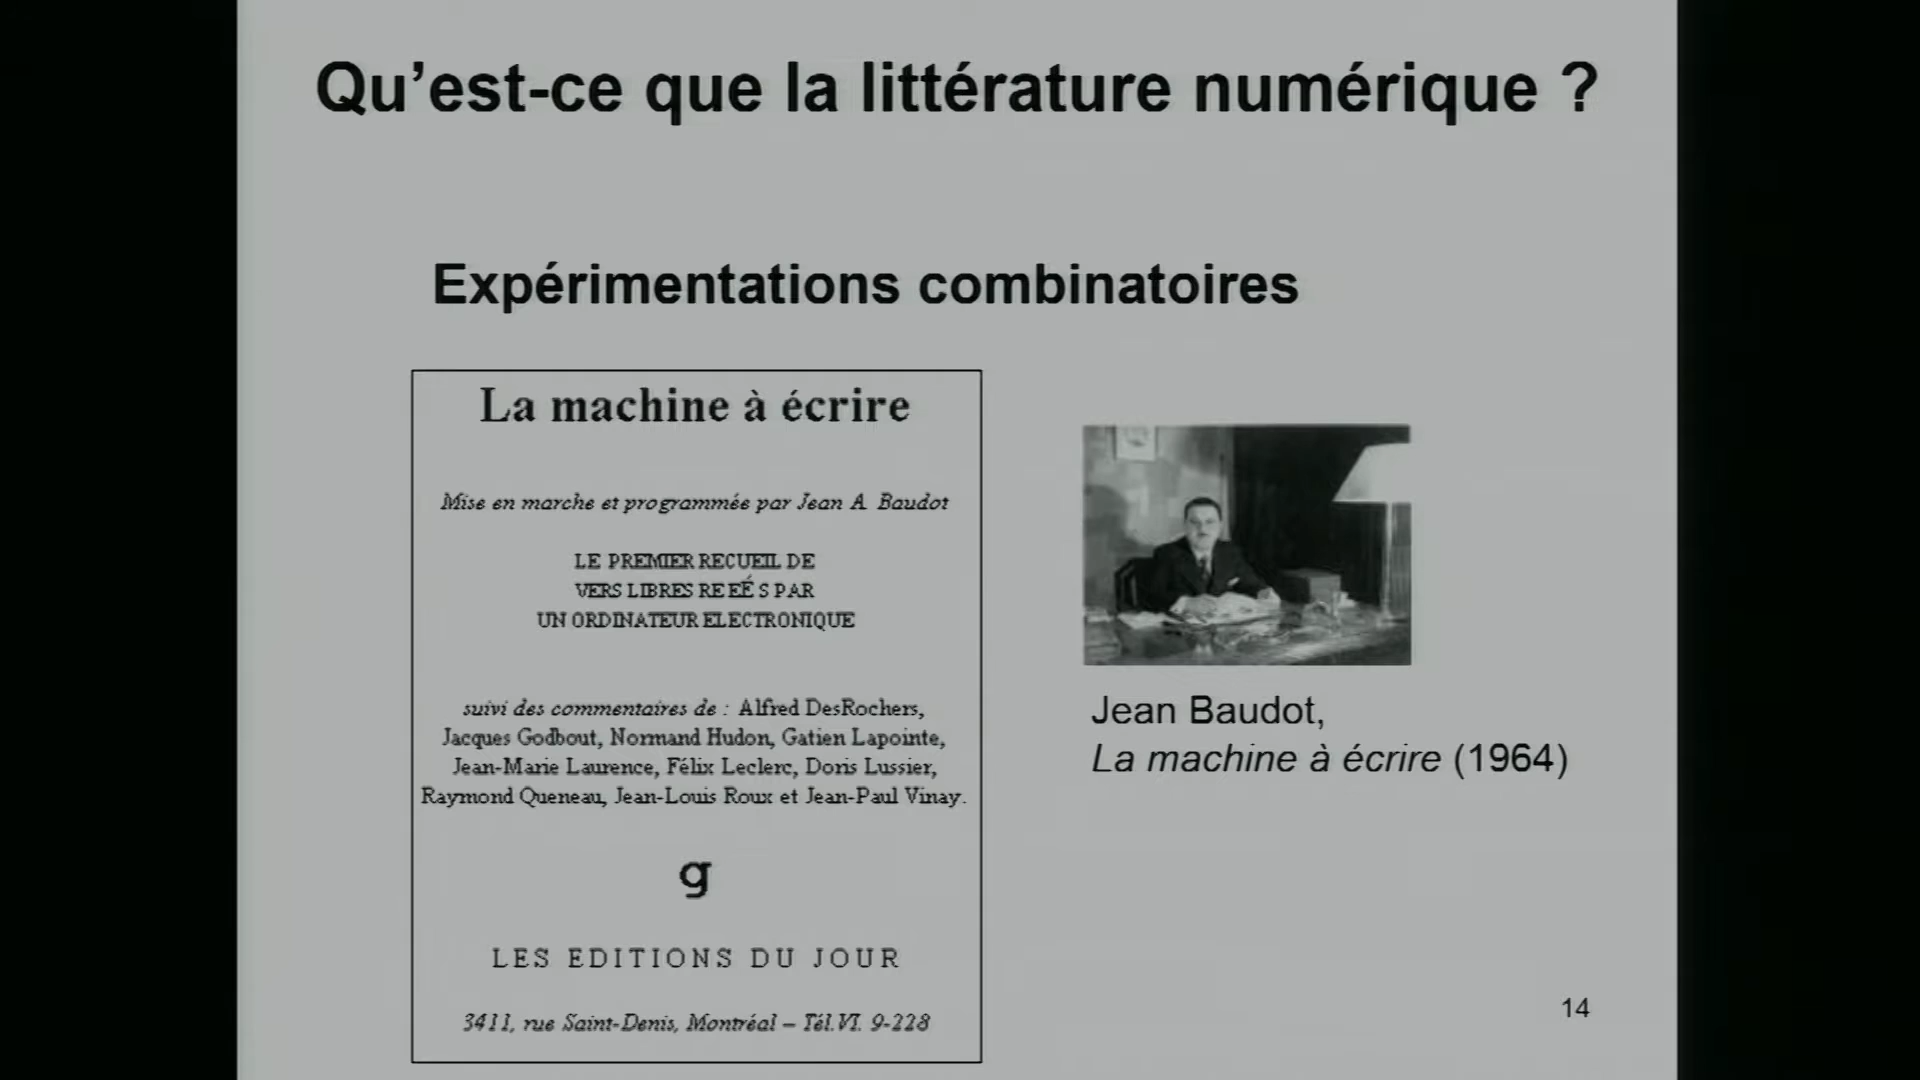 Qu’est-ce que la littérature numérique ?
Expérimentations combinatoires
La machine à écrire
Mise en marche et programmée par Jean A. Baudot
LE PREMIER RECUEIL DE
VERS LIBRES REEÉS PAR
UN ORDINATEUR ELECTRONIQUE
suivi des commentaires de : Alfred DesRochers,
Jacques Godbout, Normand Hudon, Gatien Lapointe,
Jean-Marie Laurence, Félix Leclerc, Doris Lussier,
Raymond Queneau, Jean-Louis Roux et Jean-Paul Vinay.
g
LES EDITIONS DU JOUR
3411, rue Saint-Denis, Montréal – Tél.VI. 9-228
Jean Baudot,
La machine à écrire (1964)
14